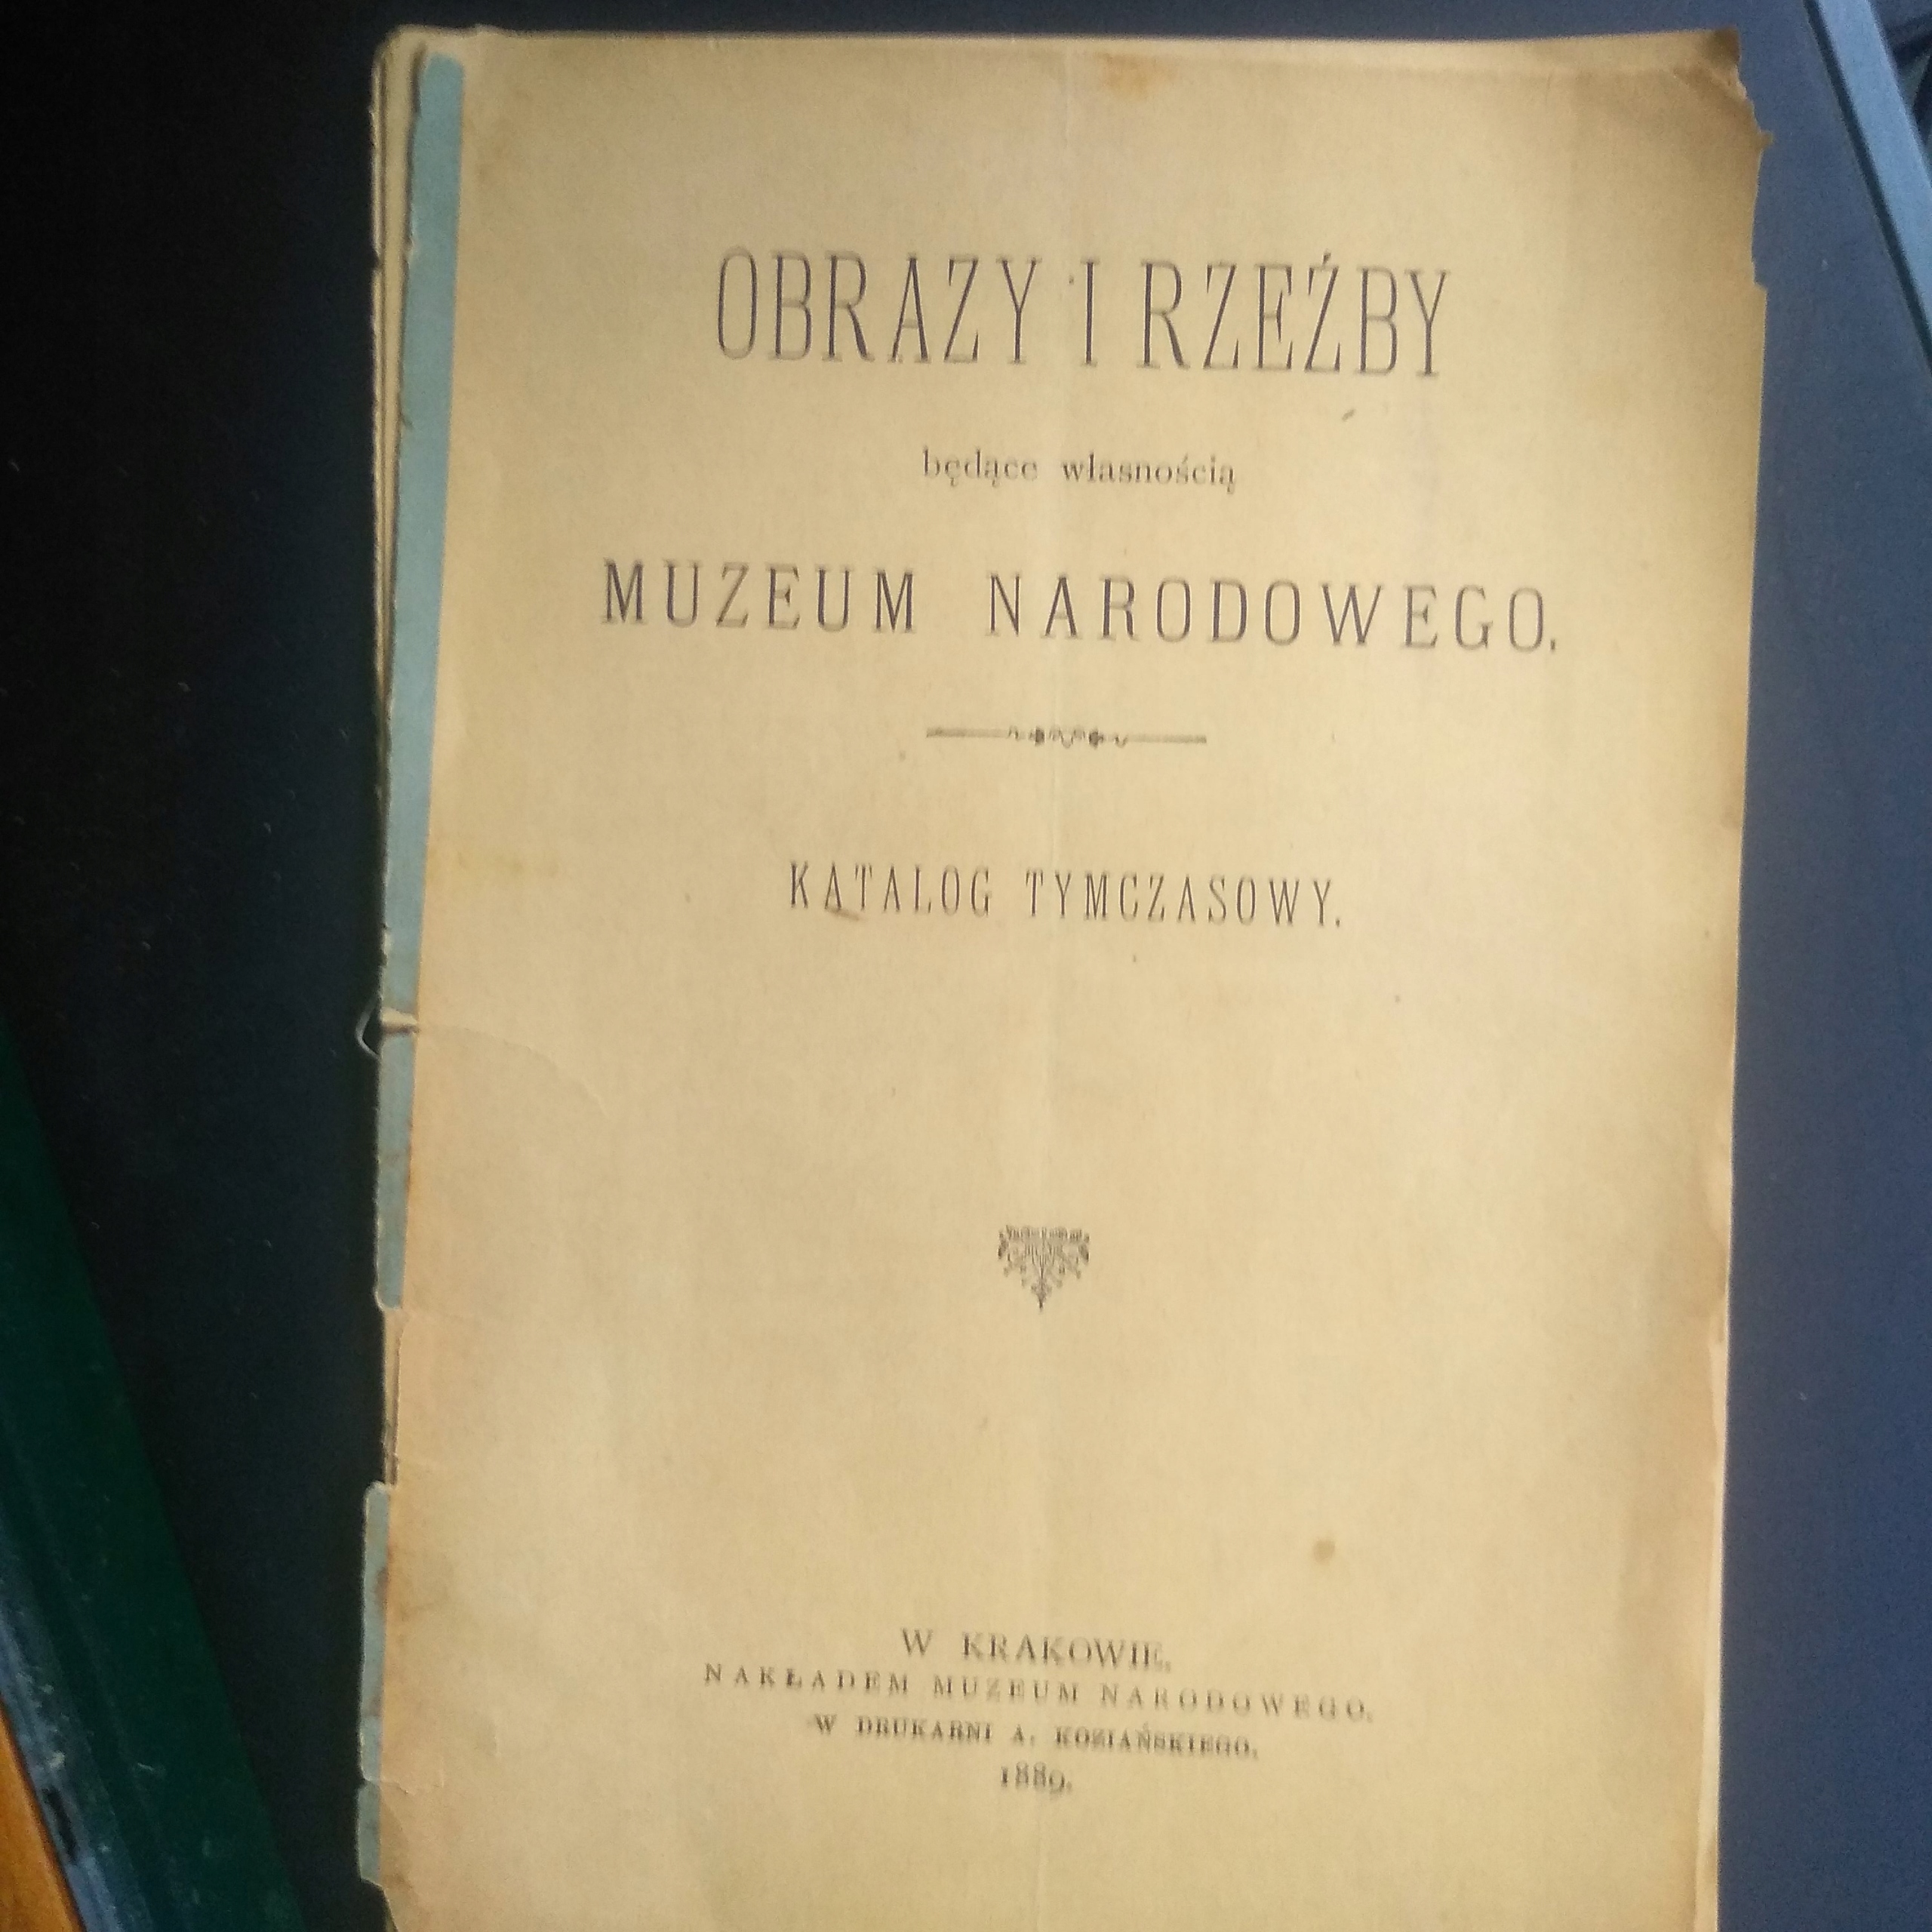 OBRAZY I RZEŹBY
będące własnością
MUZEUM NARODOWEGO.
KATALOG TYMCZASOWY.
W KRAKOWIE,
NAKŁADEM MUZEUM NARODOWEGO.
W DRUKARNI A. KOZIAŃSKIEGO.
1889.